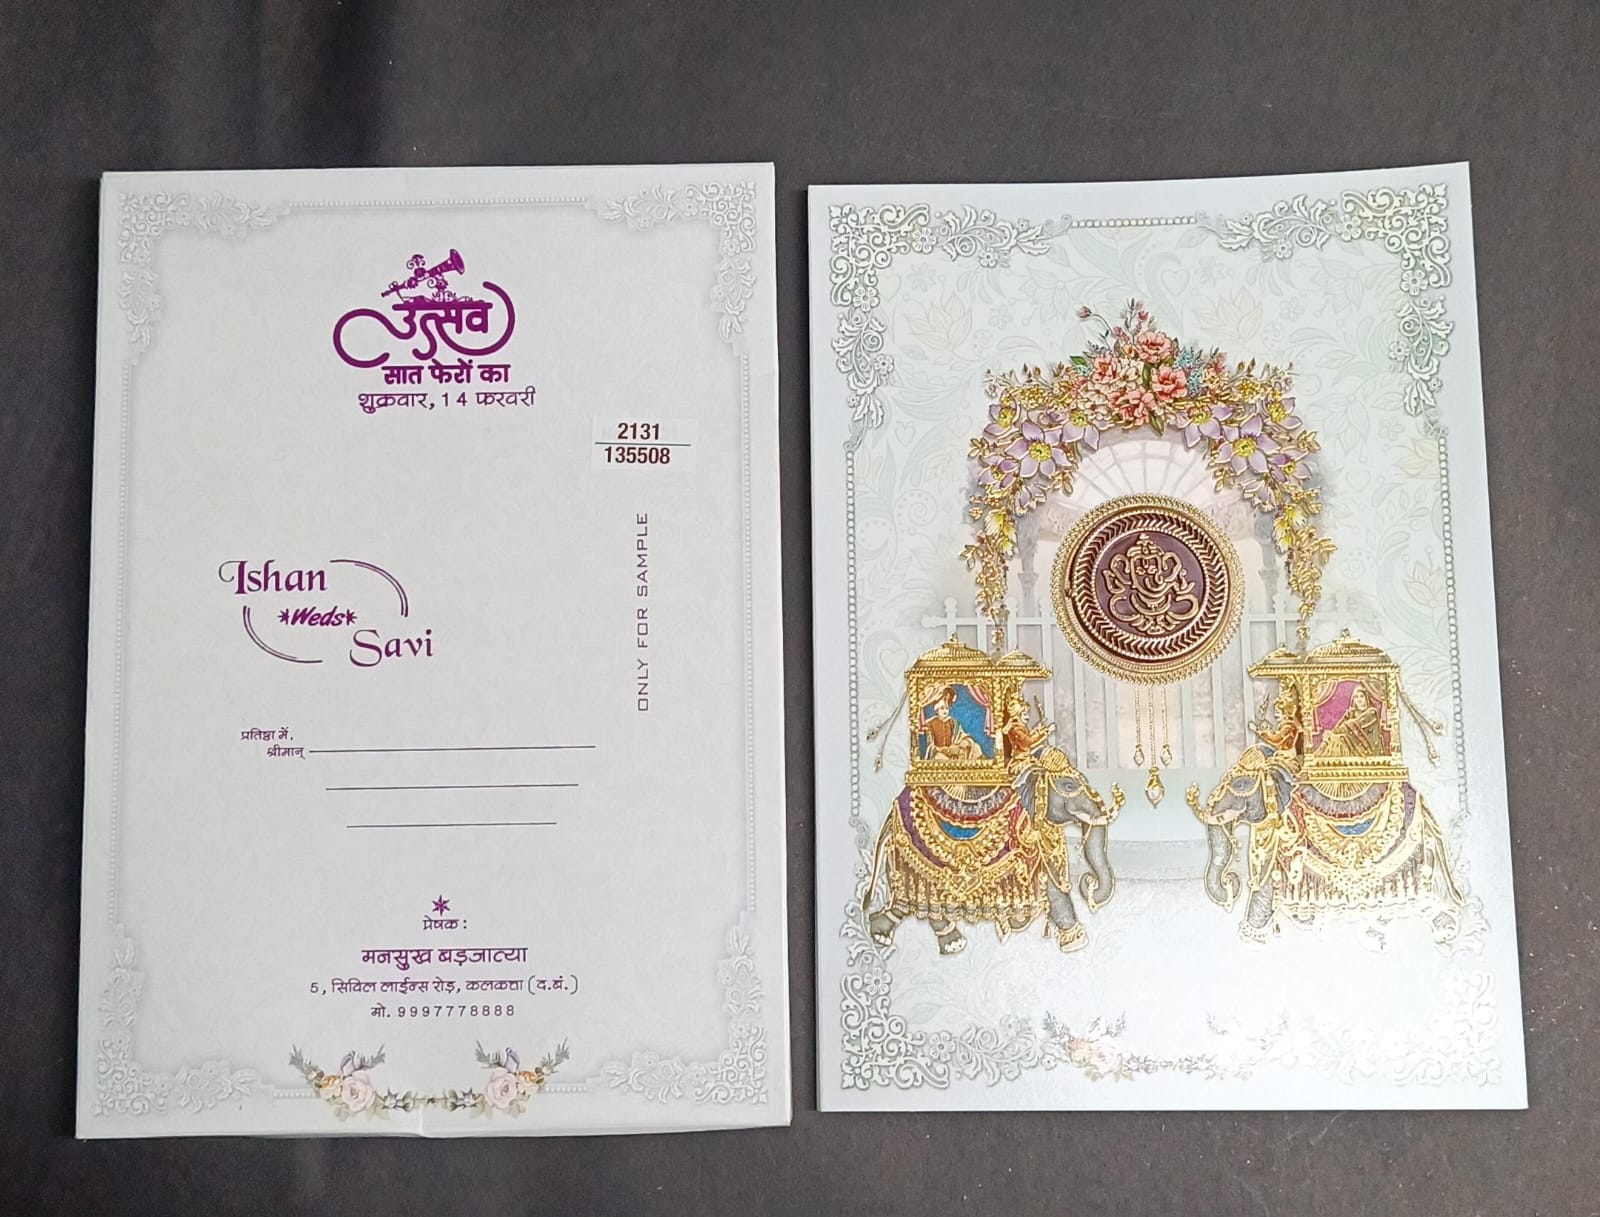 उत्सव
सात फेरों का
शुक्रवार, 14 फरवरी
2131
135508
ONLY FOR SAMPLE
Ishan
*Weds*
Savi
प्रतिष्ठा में,
श्रीमान्
प्रेषक :
मनसुख बड़जात्या
5, सिविल लाईन्स रोड़, कलकत्ता (द.बं.)
मो. 9997778888